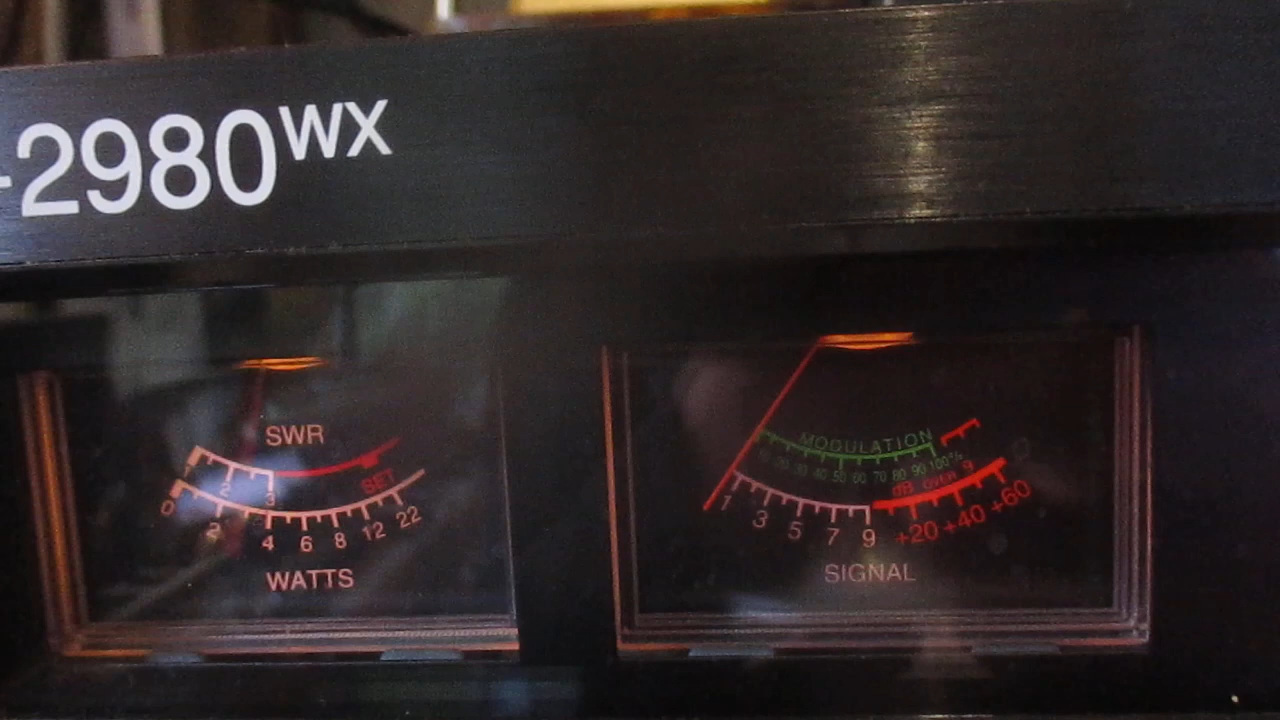 -2980WX
SWR
1 2 3
SET
0 2 4 6 8 12 22
WATTS
MODULATION
20 30 40 50 60 70 80 90 100%
dB OVER 9
1 3 5 7 9 +20 +40 +60
SIGNAL